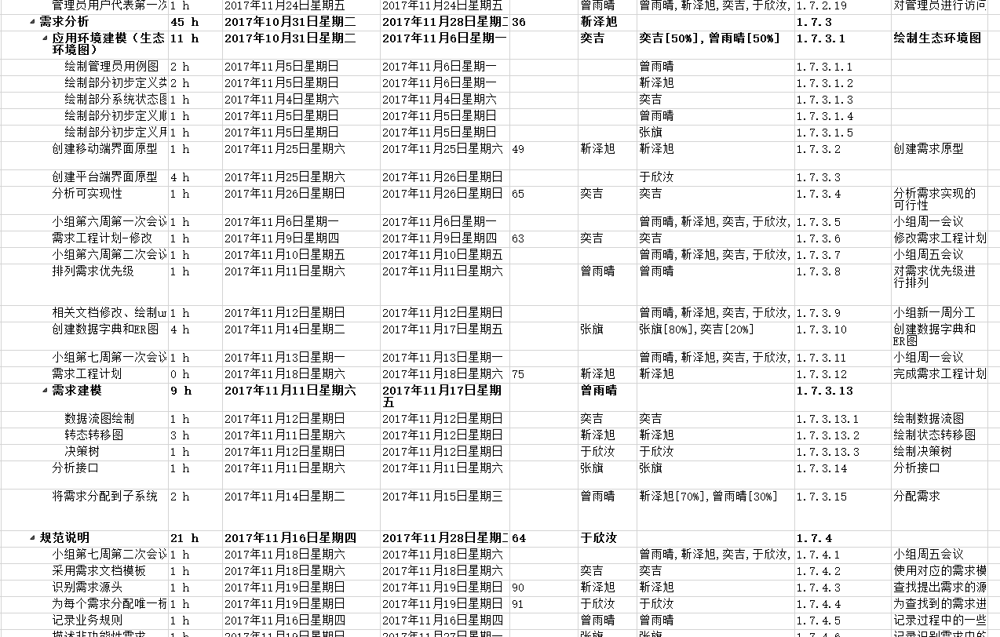 管理员用户代表第一次 1 h 2017年11月24日星期五 2017年11月24日星期五 曾雨晴 曾雨晴,靳泽旭,奕吉,于欣汝, 1.7.2.19 对管理员进行访问
需求分析 45 h 2017年10月31日星期二 2017年11月28日星期二 36 靳泽旭 1.7.3
应用环境建模（生态 11 h 2017年10月31日星期二 2017年11月6日星期一 奕吉 奕吉[50%],曾雨晴[50%] 1.7.3.1 绘制生态环境图
环境图）
绘制管理员用例图 2 h 2017年11月5日星期日 2017年11月6日星期一 曾雨晴 1.7.3.1.1
绘制部分初步定义类 2 h 2017年11月5日星期日 2017年11月6日星期一 靳泽旭 1.7.3.1.2
绘制部分系统状态图 1 h 2017年11月4日星期六 2017年11月4日星期六 奕吉 1.7.3.1.3
绘制部分初步定义顺 1 h 2017年11月5日星期日 2017年11月5日星期日 曾雨晴 1.7.3.1.4
绘制部分初步定义用 1 h 2017年11月5日星期日 2017年11月5日星期日 张旗 1.7.3.1.5
创建移动端界面原型 1 h 2017年11月25日星期六 2017年11月25日星期六 49 靳泽旭 靳泽旭 1.7.3.2 创建需求原型
创建平台端界面原型 4 h 2017年11月25日星期六 2017年11月26日星期日 于欣汝 1.7.3.3
分析可实现性 1 h 2017年11月26日星期日 2017年11月26日星期日 65 奕吉 奕吉 1.7.3.4 分析需求实现的
可行性
小组第六周第一次会议 1 h 2017年11月6日星期一 2017年11月6日星期一 曾雨晴,靳泽旭,奕吉,于欣汝, 1.7.3.5 小组周一会议
需求工程计划-修改 1 h 2017年11月9日星期四 2017年11月9日星期四 63 奕吉 奕吉 1.7.3.6 修改需求工程计划
小组第六周第二次会议 1 h 2017年11月10日星期五 2017年11月10日星期五 曾雨晴,靳泽旭,奕吉,于欣汝, 1.7.3.7 小组周五会议
排列需求优先级 1 h 2017年11月11日星期六 2017年11月11日星期六 曾雨晴 曾雨晴 1.7.3.8 对需求优先级进
行排列
相关文档修改、绘制um 1 h 2017年11月12日星期日 2017年11月12日星期日 曾雨晴,靳泽旭,奕吉,于欣汝, 1.7.3.9 小组新一周分工
创建数据字典和ER图 4 h 2017年11月14日星期二 2017年11月17日星期五 张旗 张旗[80%],奕吉[20%] 1.7.3.10 创建数据字典和
ER图
小组第七周第一次会议 1 h 2017年11月13日星期一 2017年11月13日星期一 曾雨晴,靳泽旭,奕吉,于欣汝, 1.7.3.11 小组周一会议
需求工程计划 0 h 2017年11月18日星期六 2017年11月18日星期六 75 靳泽旭 靳泽旭 1.7.3.12 完成需求工程计划
需求建模 9 h 2017年11月11日星期六 2017年11月17日星期 曾雨晴 1.7.3.13
五
数据流图绘制 1 h 2017年11月12日星期日 2017年11月12日星期日 奕吉 奕吉 1.7.3.13.1 绘制数据流图
转态转移图 3 h 2017年11月11日星期六 2017年11月12日星期日 靳泽旭 靳泽旭 1.7.3.13.2 绘制状态转移图
决策树 1 h 2017年11月12日星期日 2017年11月12日星期日 于欣汝 于欣汝 1.7.3.13.3 绘制决策树
分析接口 1 h 2017年11月11日星期六 2017年11月11日星期六 张旗 张旗 1.7.3.14 分析接口
将需求分配到子系统 2 h 2017年11月14日星期二 2017年11月15日星期三 曾雨晴 靳泽旭[70%],曾雨晴[30%] 1.7.3.15 分配需求
规范说明 21 h 2017年11月16日星期四 2017年11月28日星期二 64 于欣汝 1.7.4
小组第七周第二次会议 1 h 2017年11月18日星期六 2017年11月18日星期六 曾雨晴,靳泽旭,奕吉,于欣汝, 1.7.4.1 小组周五会议
采用需求文档模板 1 h 2017年11月18日星期六 2017年11月18日星期六 奕吉 奕吉 1.7.4.2 使用对应的需求模
识别需求源头 1 h 2017年11月19日星期日 2017年11月19日星期日 90 靳泽旭 靳泽旭 1.7.4.3 查找提出需求的源
为每个需求分配唯一标 1 h 2017年11月19日星期日 2017年11月19日星期日 91 于欣汝 于欣汝 1.7.4.4 为查找到的需求进
记录业务规则 1 h 2017年11月16日星期四 2017年11月16日星期四 曾雨晴 曾雨晴 1.7.4.5 记录过程中的一些
描述非功能性需求 1 h 2017年11月19日星期日 2017年11月27日星期一 张旗 张旗 1.7.4.6 记录识别需求中的